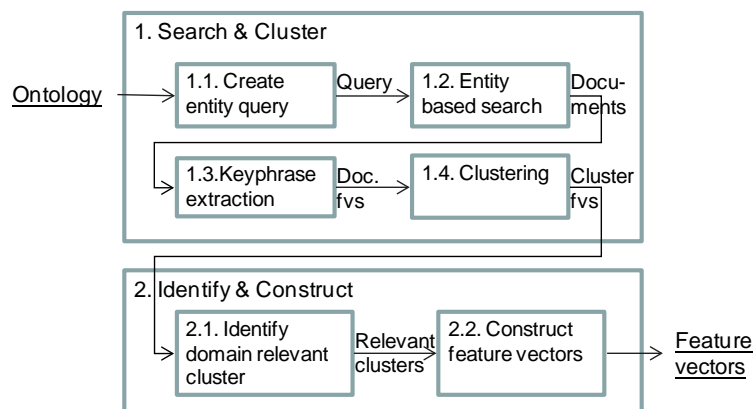 1. Search & Cluster
Ontology
1.1. Create
entity query
Query
1.2. Entity
based search
Docu-
ments
1.3.Keyphrase
extraction
Doc.
fvs
1.4. Clustering
Cluster
fvs
2. Identify & Construct
2.1. Identify
domain relevant
cluster
Relevant
clusters
2.2. Construct
feature vectors
Feature
vectors